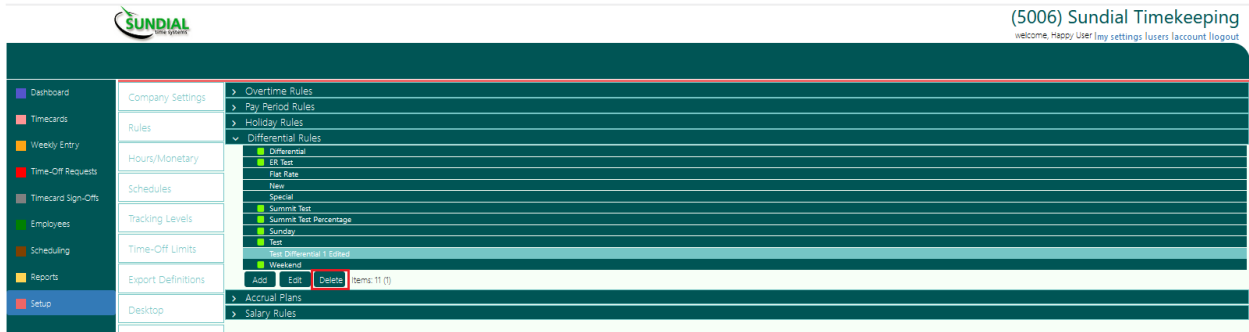 SUNDIAL
time systems
(5006) Sundial Timekeeping
welcome, Happy User |my settings |users |account |logout
Dashboard
Timecards
Weekly Entry
Time-Off Requests
Timecard Sign-Offs
Employees
Scheduling
Reports
Setup
Company Settings
Rules
Hours/Monetary
Schedules
Tracking Levels
Time-Off Limits
Export Definitions
Desktop
> Overtime Rules
> Pay Period Rules
> Holiday Rules
Differential Rules
Differential
ER Test
Flat Rate
New
Special
Summit Test
Summit Test Percentage
Sunday
Test
Test Differential 1 Edited
Weekend
Add Edit Delete Items: 11 (1)
> Accrual Plans
> Salary Rules